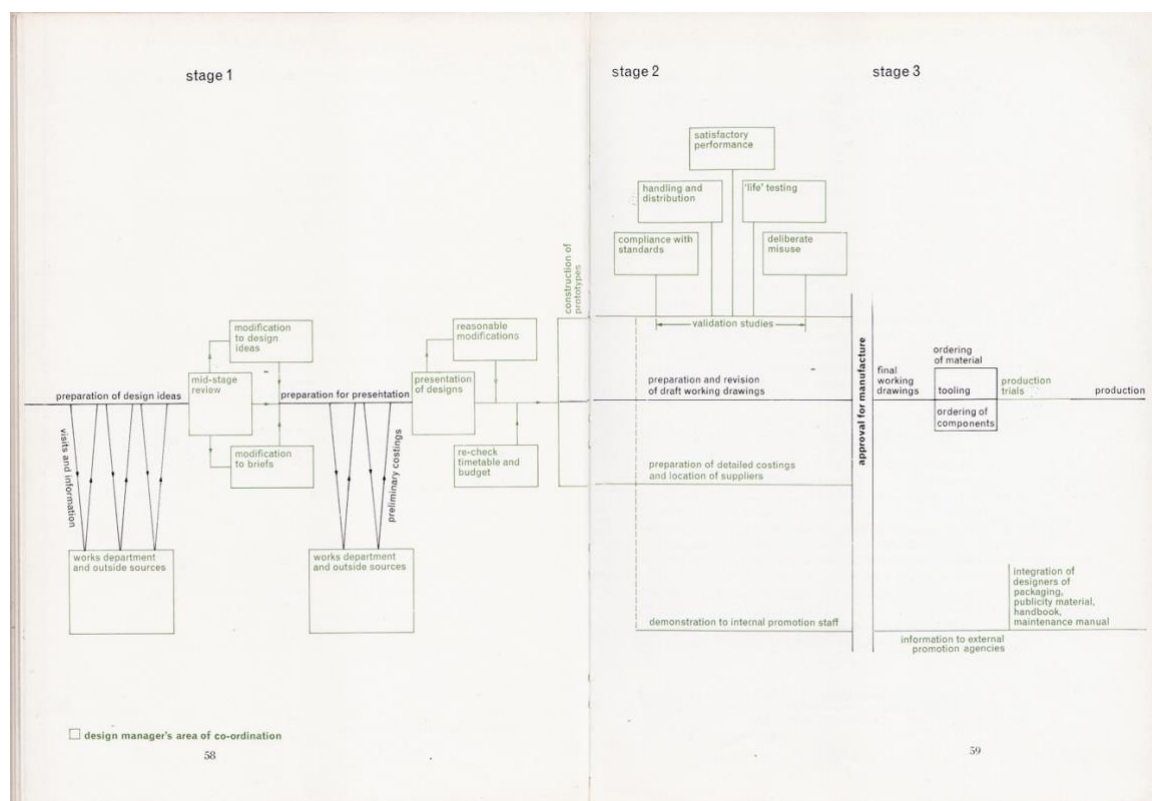 stage 1
modification
to design
ideas
mid-stage
review
preparation of design ideas
modification
to briefs
visits and information
works department
and outside sources
preparation for presentation
preliminary costings
works department
and outside sources
reasonable
modifications
presentation
of designs
re-check
timetable and
budget
construction of
prototypes
design manager's area of co-ordination
58
stage 2
satisfactory
performance
handling and
distribution
'life' testing
compliance with
standards
deliberate
misuse
validation studies
preparation and revision
of draft working drawings
preparation of detailed costings
and location of suppliers
demonstration to internal promotion staff
approval for manufacture
stage 3
final
working
drawings
ordering
of material
tooling
ordering of
components
production
trials
production
integration of
designers of
packaging,
publicity material,
handbook,
maintenance manual
information to external
promotion agencies
59